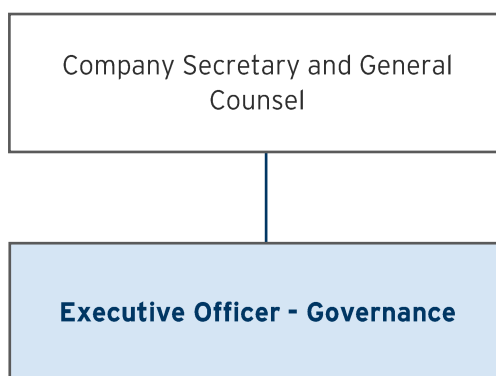 Company Secretary and General
Counsel
Executive Officer - Governance